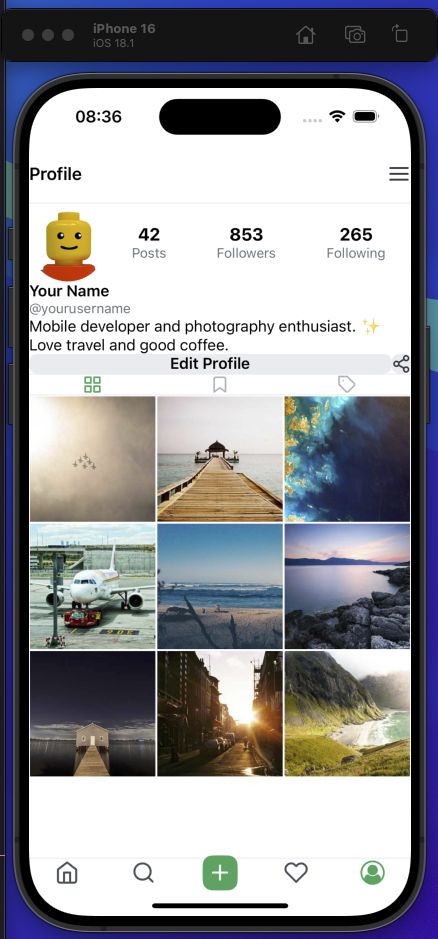 iPhone 16
iOS 18.1
08:36
Profile
42
853
265
Posts
Followers
Following
Your Name
@yourusername
Mobile developer and photography enthusiast. ✨
Love travel and good coffee.
Edit Profile